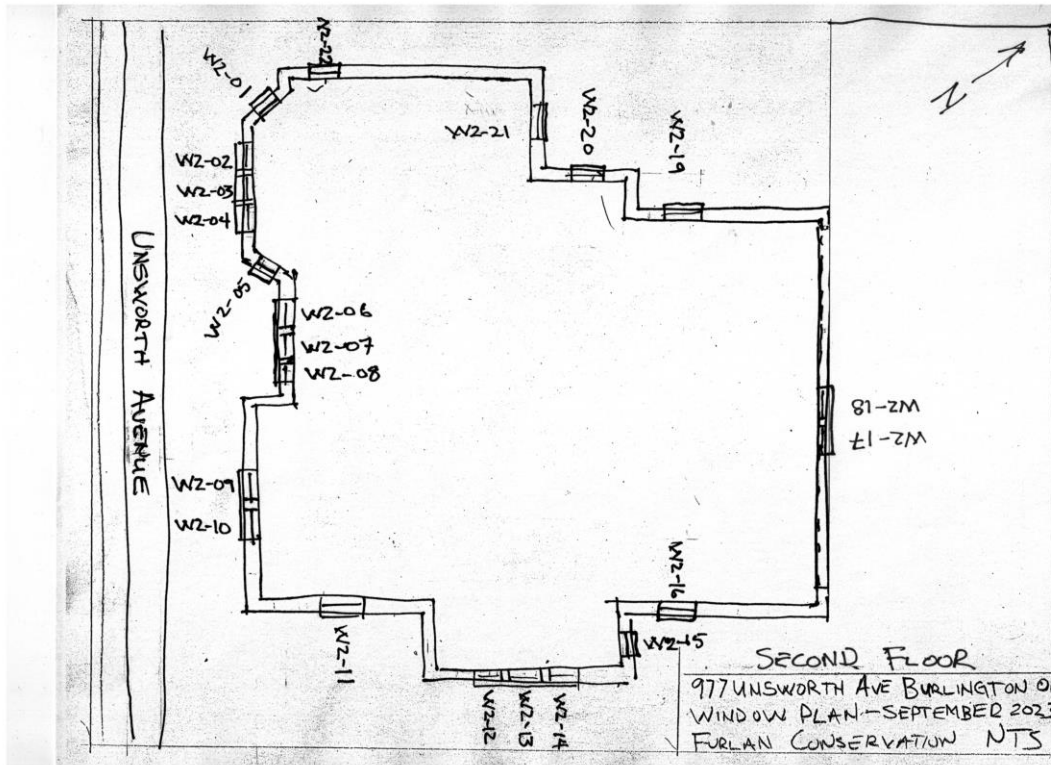 W2-22
W2-01
N
W2-02
W2-03
W2-04
W2-05
W2-21
W2-20
W2-19
UNSWORTH AVENUE
W2-06
W2-07
W2-08
W2-09
W2-10
W2-18
W2-17
W2-16
W2-15
W2-11
W2-12
W2-13
W2-14
SECOND FLOOR
977 UNSWORTH AVE BURLINGTON O
WINDOW PLAN-SEPTEMBER 2023
FURLAN CONSERVATION NTS